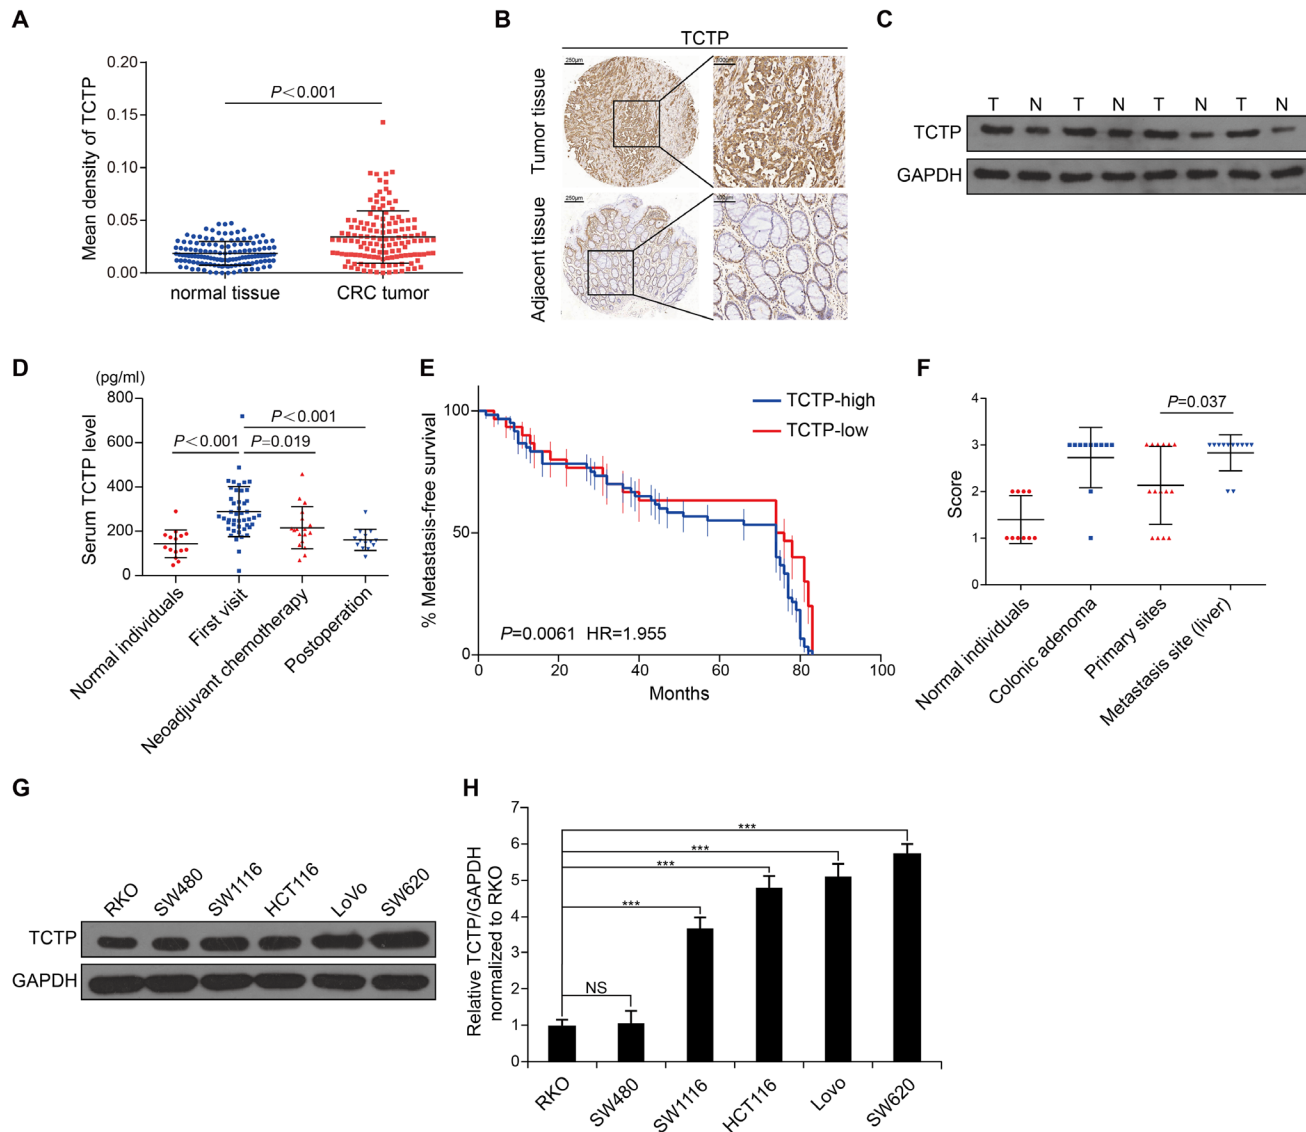 A
Mean density of TCTP
0.20
0.15
0.10
0.05
0.00
P<0.001
normal tissue
CRC tumor
B
TCTP
Tumor tissue
Adjacent tissue
250μm
250μm
C
T N T N T N T N
TCTP
GAPDH
D
(pg/ml)
Serum TCTP level
800
600
400
200
0
P<0.001
P<0.001
P=0.019
Normal individuals
First visit
Neoadjuvant chemotherapy
Postoperation
E
% Metastasis-free survival
100
50
0
TCTP-high
TCTP-low
P=0.0061 HR=1.955
0 20 40 60 80 100
Months
F
Score
4
3
2
1
0
P=0.037
Normal individuals
Colonic adenoma
Primary sites
Metastasis site (liver)
G
RKO SW480 SW1116 HCT116 LoVo SW620
TCTP
GAPDH
H
Relative TCTP/GAPDH
normalized to RKO
7
6
5
4
3
2
1
0
***
***
***
***
NS
RKO
SW480
SW1116
HCT116
Lovo
SW620